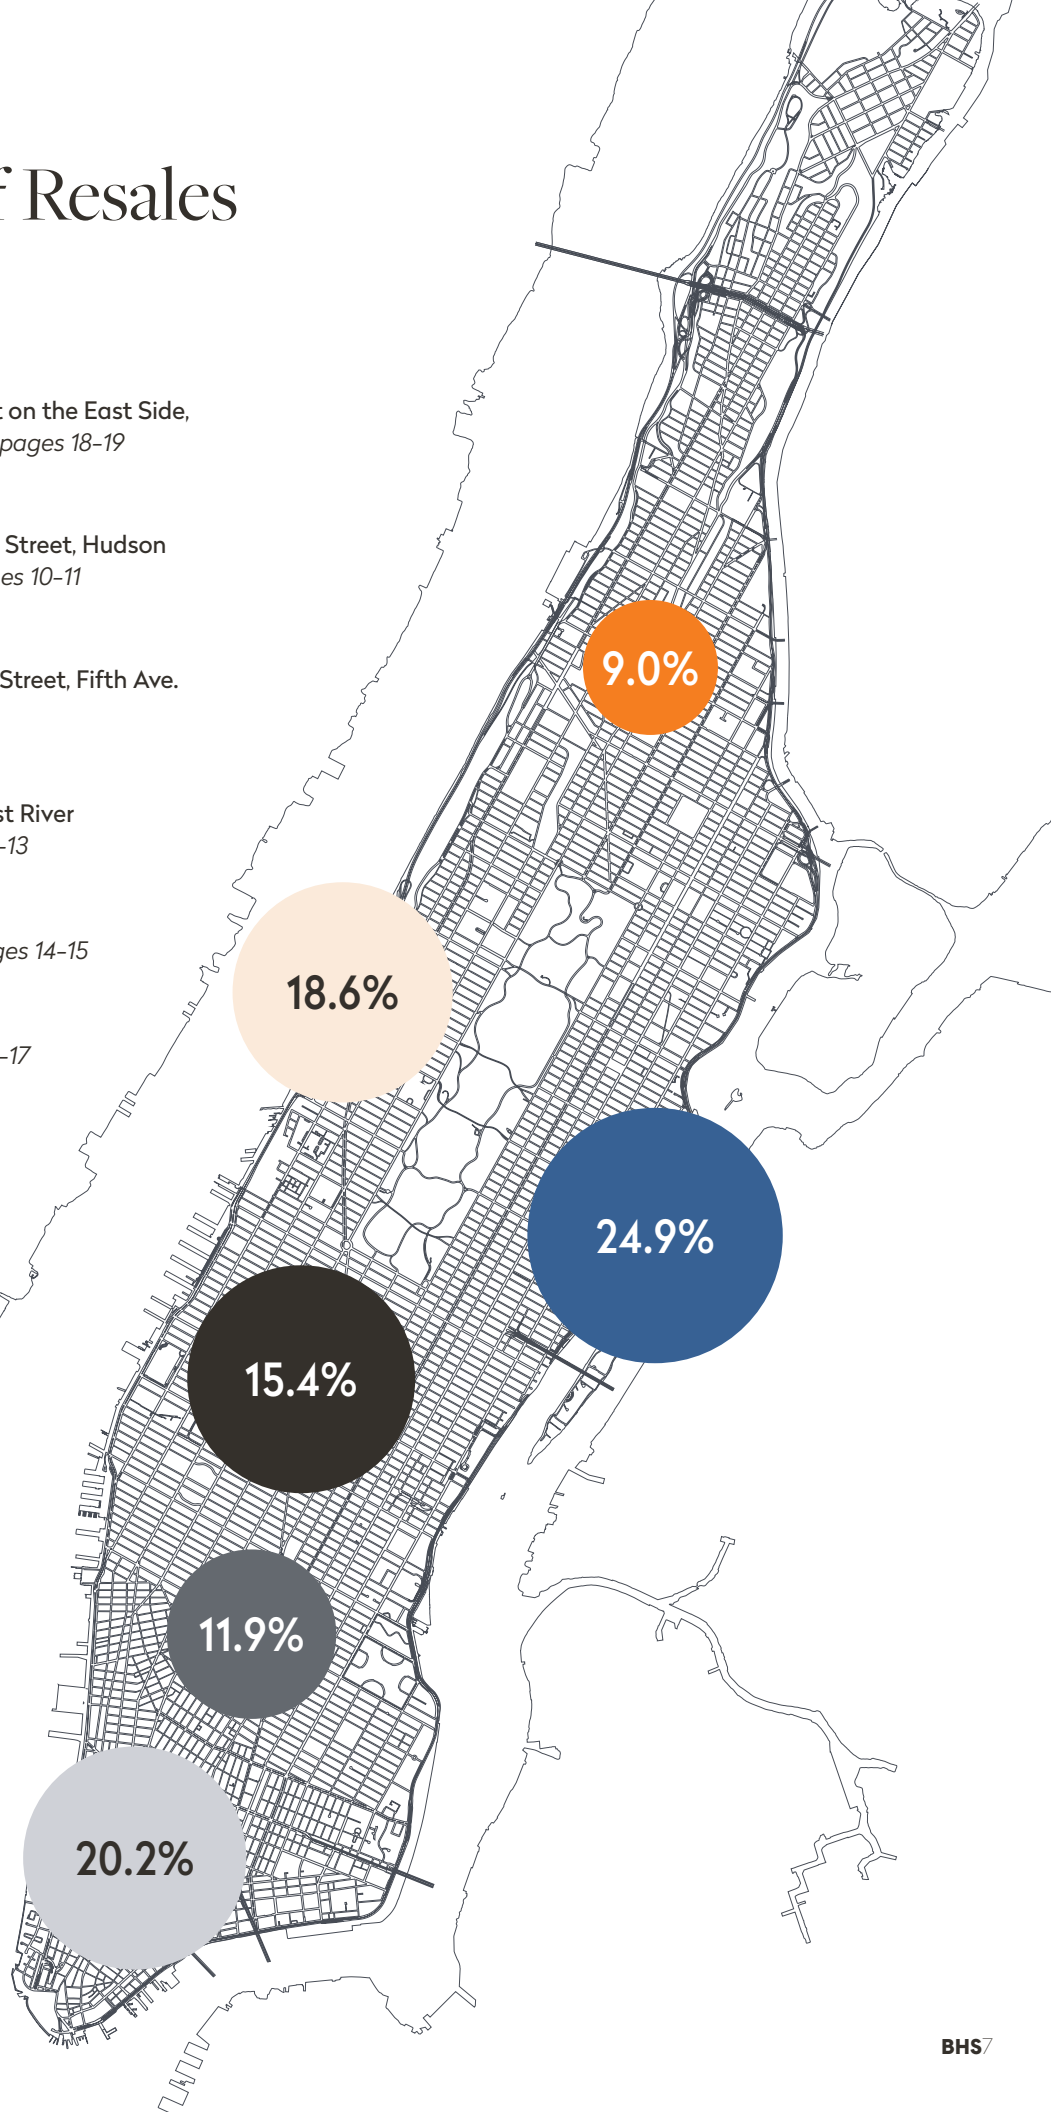 Resales
on the East Side,
pages 18-19
Street, Hudson
es 10-11
Street, Fifth Ave.
st River
-13
ges 14-15
-17
9.0%
18.6%
24.9%
15.4%
11.9%
20.2%
BHS7